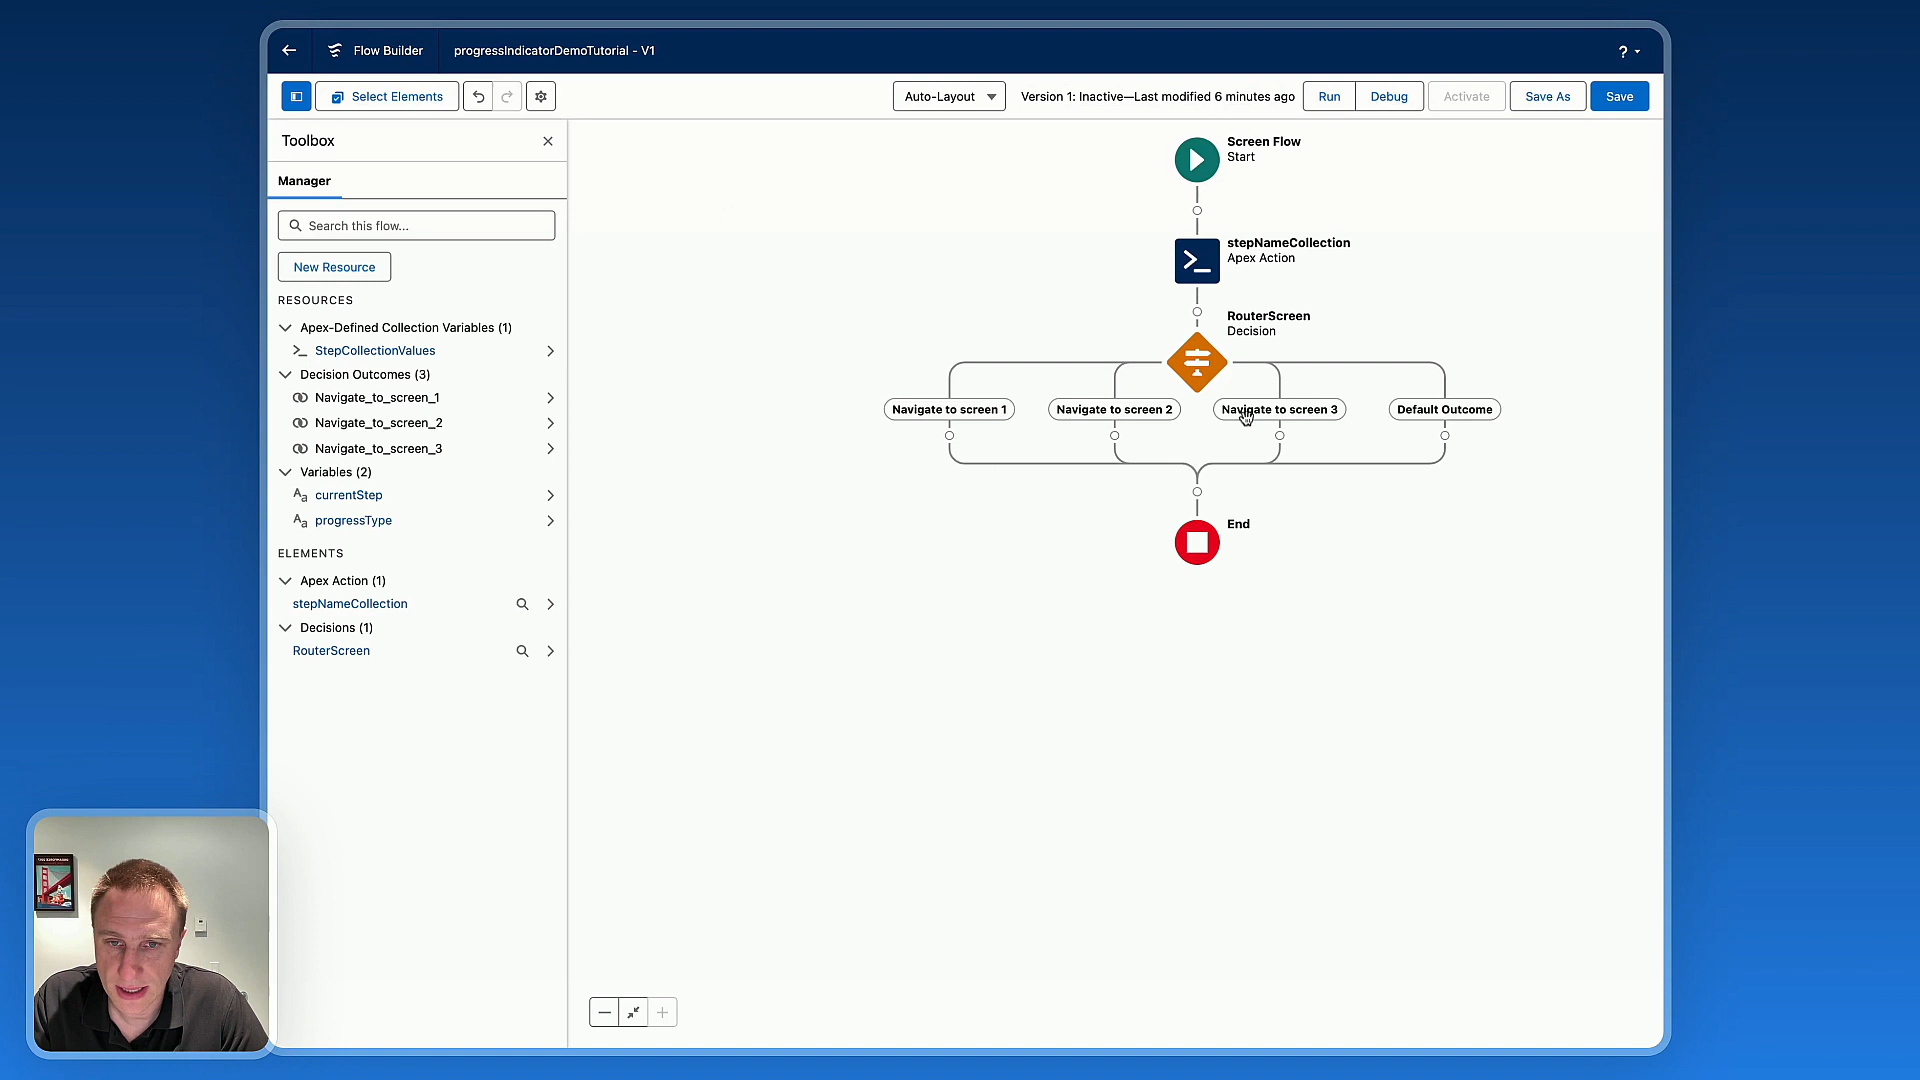 Flow Builder
progressIndicatorDemoTutorial - V1
?
Select Elements
Auto-Layout
Version 1: Inactive—Last modified 6 minutes ago
Run
Debug
Activate
Save As
Save
Toolbox
Manager
Search this flow...
New Resource
RESOURCES
Apex-Defined Collection Variables (1)
StepCollectionValues
Decision Outcomes (3)
Navigate_to_screen_1
Navigate_to_screen_2
Navigate_to_screen_3
Variables (2)
Aa currentStep
Aa progressType
ELEMENTS
Apex Action (1)
stepNameCollection
Decisions (1)
RouterScreen
Screen Flow
Start
stepNameCollection
Apex Action
RouterScreen
Decision
Navigate to screen 1
Navigate to screen 2
Navigate to screen 3
Default Outcome
End